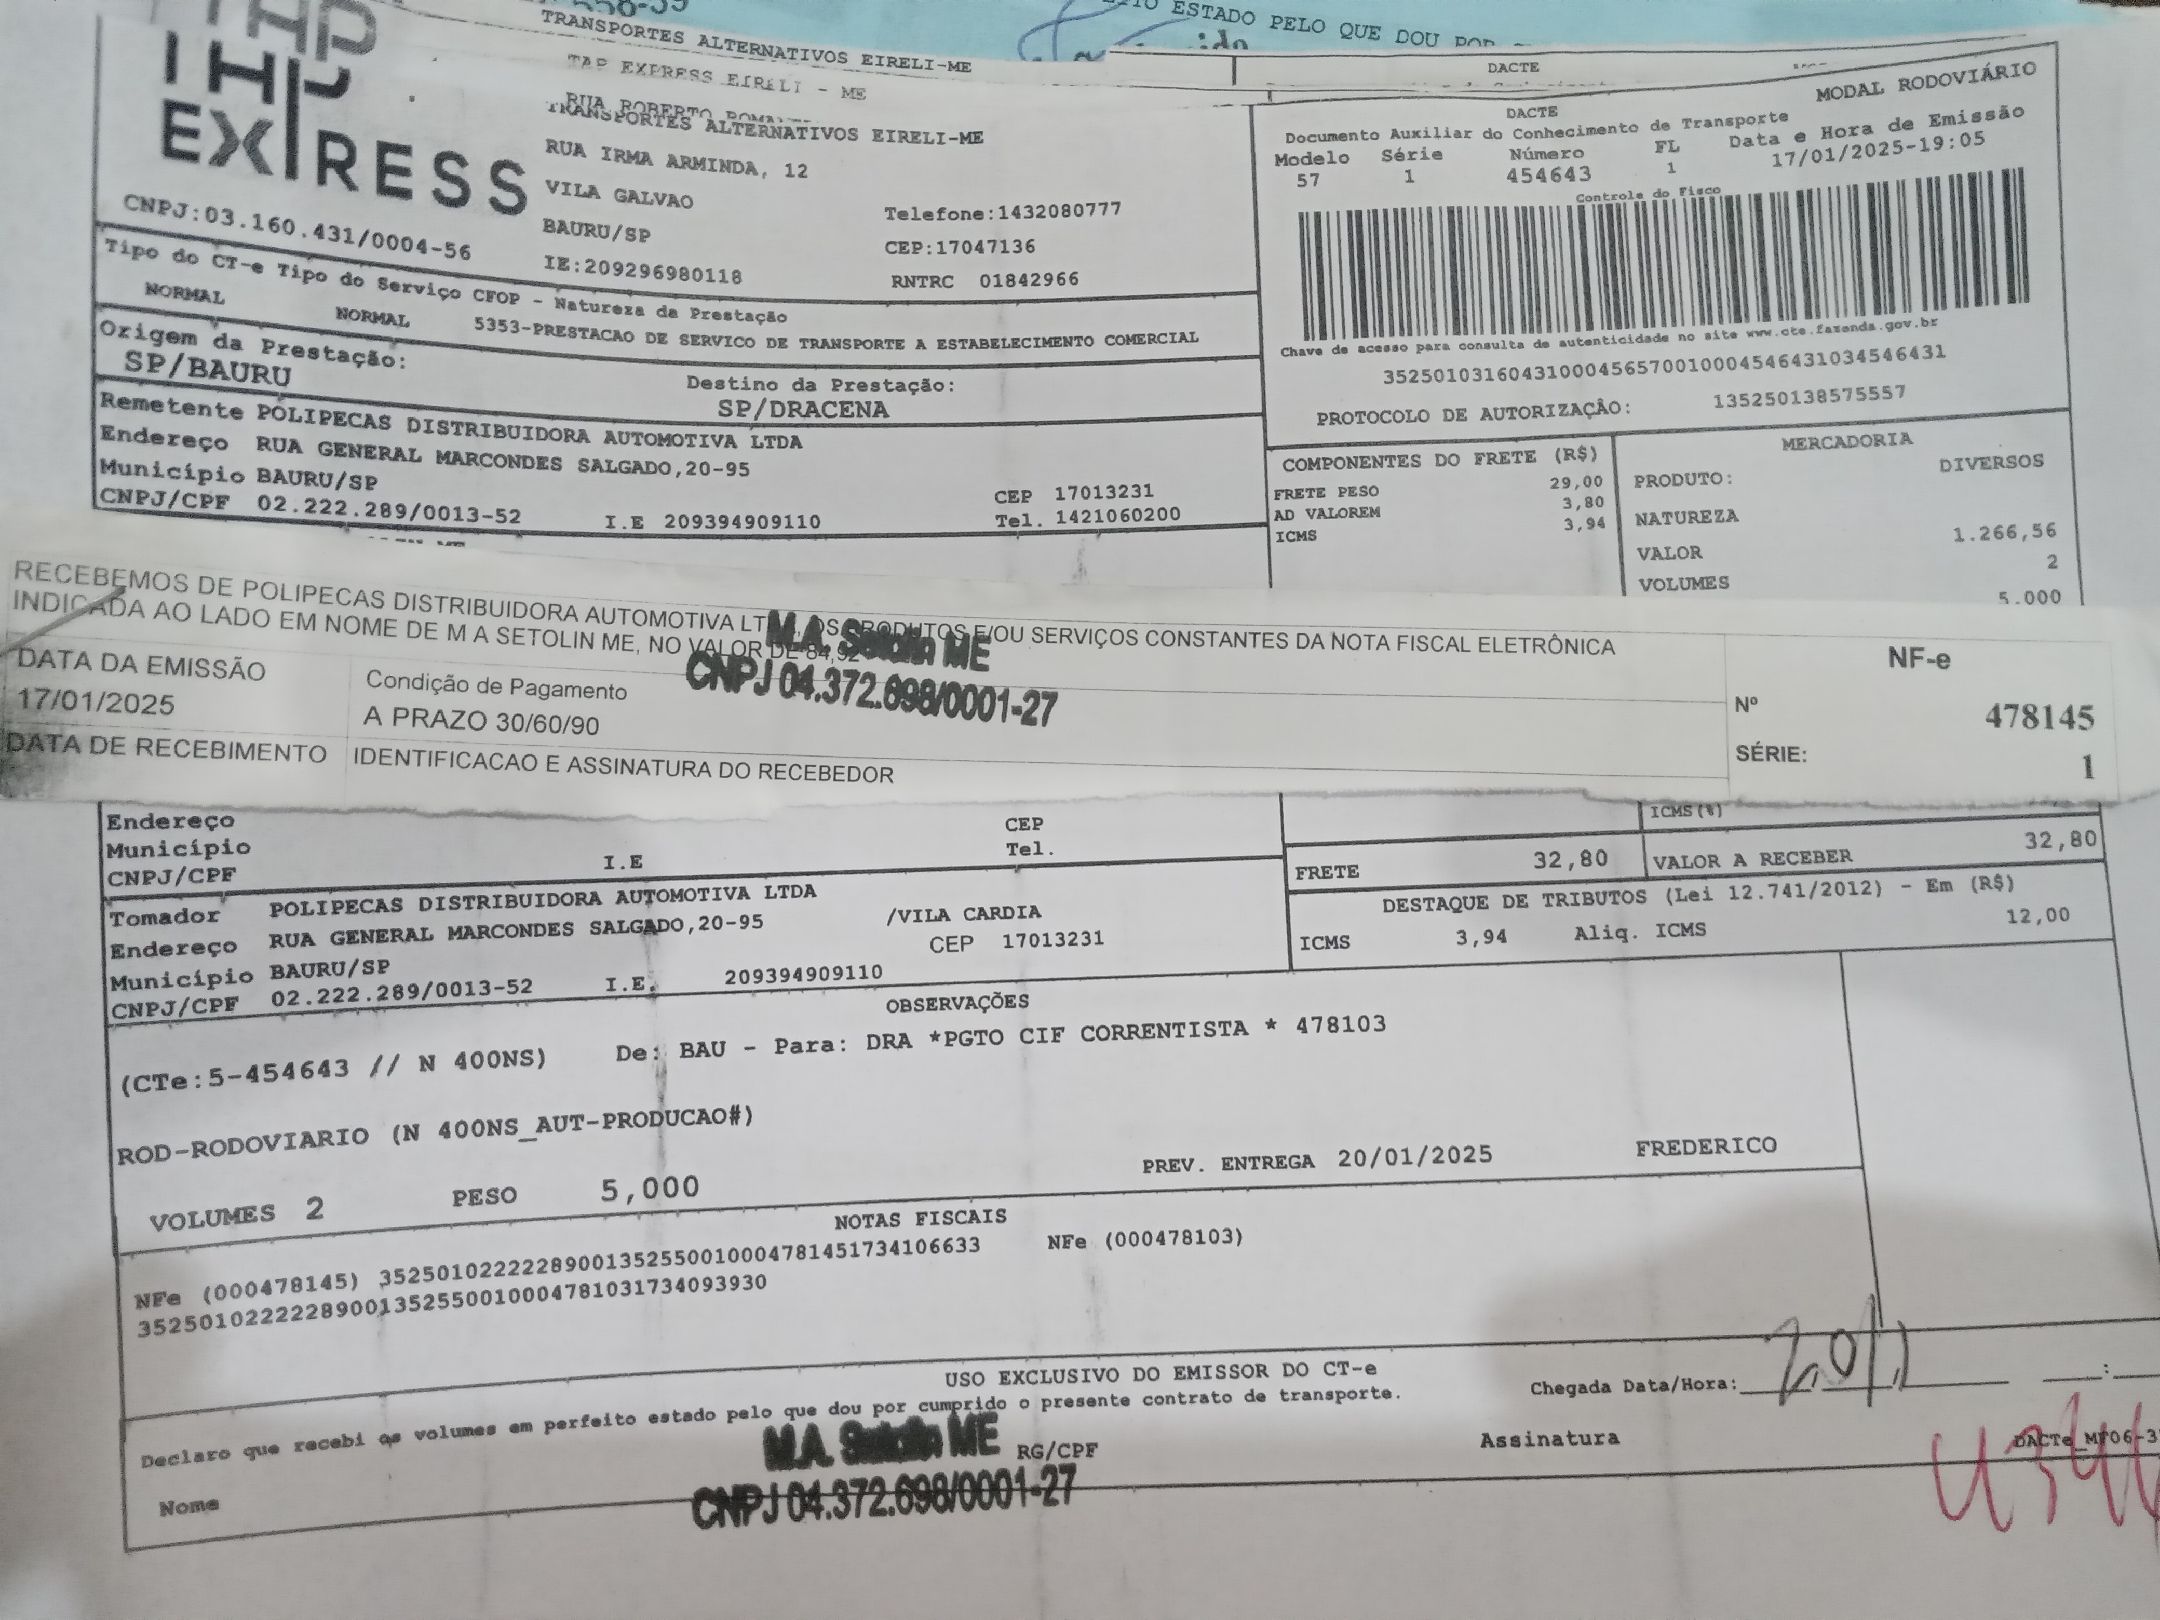 TRANSPORTES ALTERNATIVOS EIRELI-ME
ESTADO PELO QUE DOU POR
TAP EXPRESS EIRELI - ME
DACTE
RUA ROBERTO
TRANSPORTES ALTERNATIVOS EIRELI-ME
RUA IRMA ARMINDA, 12
VILA GALVAO
BAURU/SP
IE:209296980118
Telefone:1432080777
CEP:17047136
RNTRC 01842966
CNPJ:03.160.431/0004-56
DACTE
MODAL RODOVIÁRIO
Documento Auxiliar do Conhecimento de Transporte
Modelo Série Número FL Data e Hora de Emissão
57 1 454643 1 17/01/2025-19:05
Controle do Fisco
Chave de acesso para consulta de autenticidade no site www.cte.fazenda.gov.br
35250103160431000456570010004546431034546431
PROTOCOLO DE AUTORIZAÇÃO: 135250138575557
Tipo do CT-e Tipo do Serviço CFOP - Natureza da Prestação
NORMAL NORMAL 5353-PRESTACAO DE SERVICO DE TRANSPORTE A ESTABELECIMENTO COMERCIAL
Origem da Prestação:
SP/BAURU
Destino da Prestação:
SP/DRACENA
Remetente POLIPECAS DISTRIBUIDORA AUTOMOTIVA LTDA
Endereço RUA GENERAL MARCONDES SALGADO,20-95
Município BAURU/SP CEP 17013231
CNPJ/CPF 02.222.289/0013-52 I.E 209394909110 Tel. 1421060200
COMPONENTES DO FRETE (R$)
FRETE PESO 29,00
AD VALOREM 3,80
ICMS 3,94
MERCADORIA
PRODUTO: DIVERSOS
NATUREZA
VALOR 1.266,56
VOLUMES 2
5.000
RECEBEMOS DE POLIPECAS DISTRIBUIDORA AUTOMOTIVA LTDA, OS PRODUTOS E/OU SERVIÇOS CONSTANTES DA NOTA FISCAL ELETRÔNICA
INDICADA AO LADO EM NOME DE M A SETOLIN ME, NO VALOR DE 84,92
M.A. Setolin ME
CNPJ 04.372.698/0001-27
DATA DA EMISSÃO
17/01/2025
Condição de Pagamento
A PRAZO 30/60/90
DATA DE RECEBIMENTO IDENTIFICACAO E ASSINATURA DO RECEBEDOR
NF-e
Nº 478145
SÉRIE: 1
Endereço CEP
Município Tel.
CNPJ/CPF I.E
ICMS(%)
FRETE 32,80 VALOR A RECEBER 32,80
DESTAQUE DE TRIBUTOS (Lei 12.741/2012) - Em (R$)
ICMS 3,94 Aliq. ICMS 12,00
Tomador POLIPECAS DISTRIBUIDORA AUTOMOTIVA LTDA
Endereço RUA GENERAL MARCONDES SALGADO,20-95 /VILA CARDIA
Município BAURU/SP CEP 17013231
CNPJ/CPF 02.222.289/0013-52 I.E. 209394909110
OBSERVAÇÕES
(CTe:5-454643 // N 400NS) De: BAU - Para: DRA *PGTO CIF CORRENTISTA * 478103
ROD-RODOVIARIO (N 400NS_AUT-PRODUCAO#)
PREV. ENTREGA 20/01/2025 FREDERICO
VOLUMES 2 PESO 5,000
NOTAS FISCAIS
NFe (000478145) 35250102222289001352550010004781451734106633 NFe (000478103)
35250102222289001352550010004781031734093930
USO EXCLUSIVO DO EMISSOR DO CT-e
Declaro que recebi os volumes em perfeito estado pelo que dou por cumprido o presente contrato de transporte.
Chegada Data/Hora: 20/1
M.A. Setolin ME
CNPJ 04.372.698/0001-27
Nome RG/CPF Assinatura